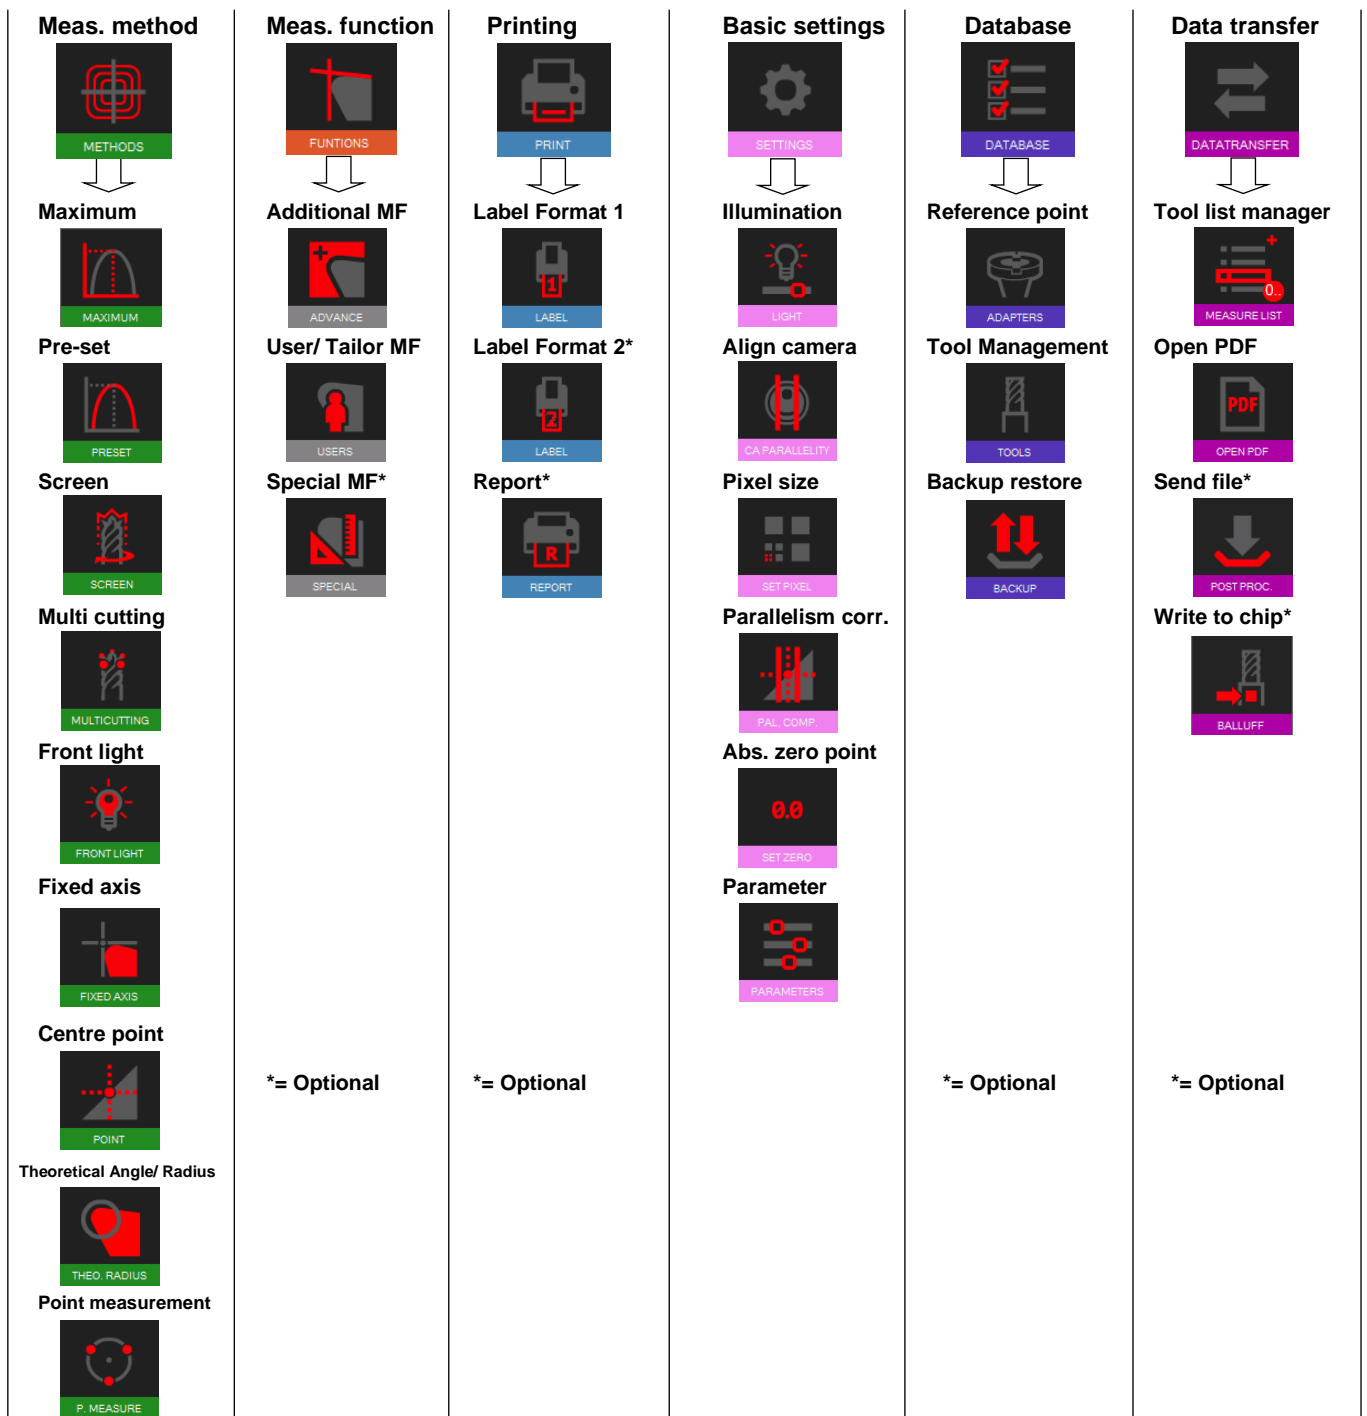 Meas. method
METHODS
Maximum
MAXIMUM
Pre-set
PRESET
Screen
SCREEN
Multi cutting
MULTICUTTING
Front light
FRONT LIGHT
Fixed axis
FIXED AXIS
Centre point
POINT
Theoretical Angle/ Radius
THEO. RADIUS
Point measurement
P. MEASURE
Meas. function
FUNTIONS
Additional MF
ADVANCE
User/ Tailor MF
USERS
Special MF*
SPECIAL
*= Optional
Printing
PRINT
Label Format 1
1
LABEL
Label Format 2*
2
LABEL
Report*
R
REPORT
*= Optional
Basic settings
SETTINGS
Illumination
LIGHT
Align camera
CA PARALLELITY
Pixel size
SET PIXEL
Parallelism corr.
PAL. COMP.
Abs. zero point
0.0
SET ZERO
Parameter
PARAMETERS
Database
DATABASE
Reference point
ADAPTERS
Tool Management
TOOLS
Backup restore
BACKUP
*= Optional
Data transfer
DATATRANSFER
Tool list manager
0..
MEASURE LIST
Open PDF
PDF
OPEN PDF
Send file*
POST PROC.
Write to chip*
BALLUFF
*= Optional